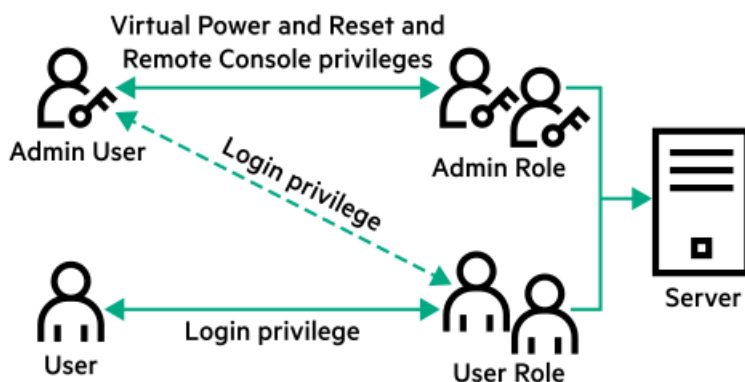 Virtual Power and Reset and
Remote Console privileges
Admin User
Admin Role
Login privilege
Login privilege
User
User Role
Server